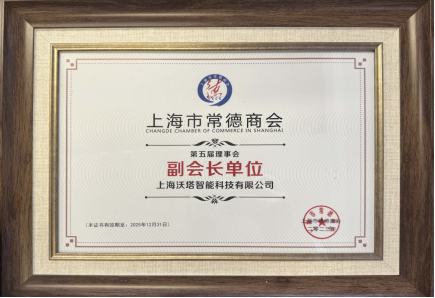 上海市常德商会
CHANGDE CHAMBER OF COMMERCE IN SHANGHAI
第五届理事会
副会长单位
上海沃塔智能科技有限公司
(本证书有效期至：2025年12月31日)